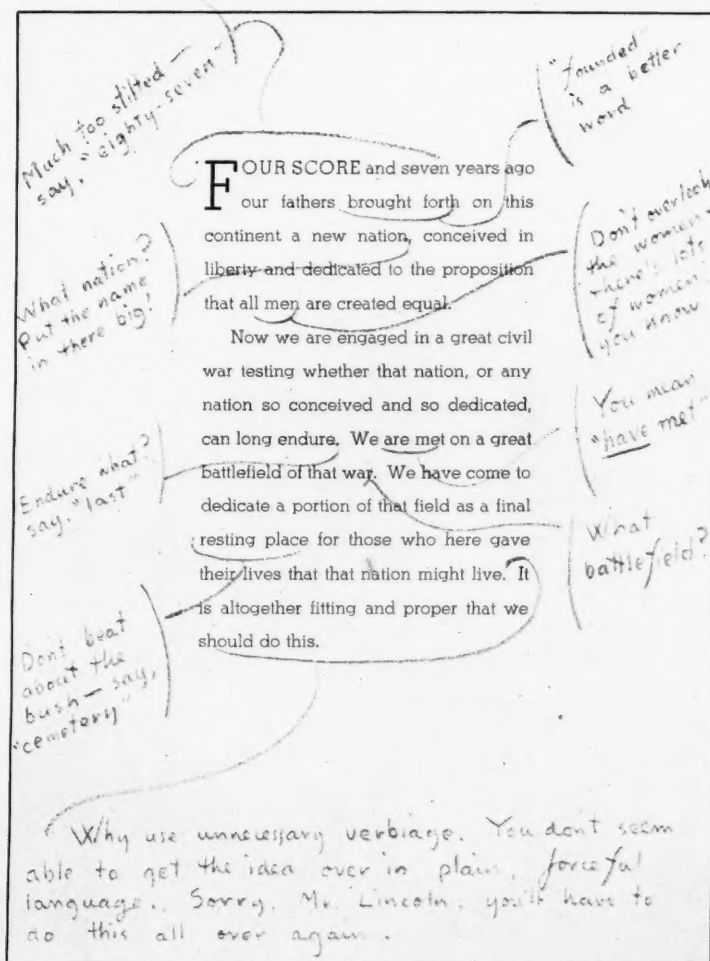 Much too stilted —
say, "eighty-seven"
"founded"
is a better
word
FOUR SCORE and seven years ago
our fathers brought forth on this
continent a new nation, conceived in
liberty and dedicated to the proposition
that all men are created equal.
What nation?
Put the name
in there big!
Don't overlook
the women -
there's lots
of women,
you know
Now we are engaged in a great civil
war testing whether that nation, or any
nation so conceived and so dedicated,
can long endure. We are met on a great
battlefield of that war. We have come to
dedicate a portion of that field as a final
resting place for those who here gave
their lives that that nation might live. It
is altogether fitting and proper that we
should do this.
You mean
"have met"
Endure what?
say, "last"
What
battlefield?
Dont beat
about the
bush — say,
"cemetery"
Why use unnecessary verbiage. You dont seem
able to get the idea over in plain, forceful
language. Sorry, Mr. Lincoln, you'll have to
do this all over again.